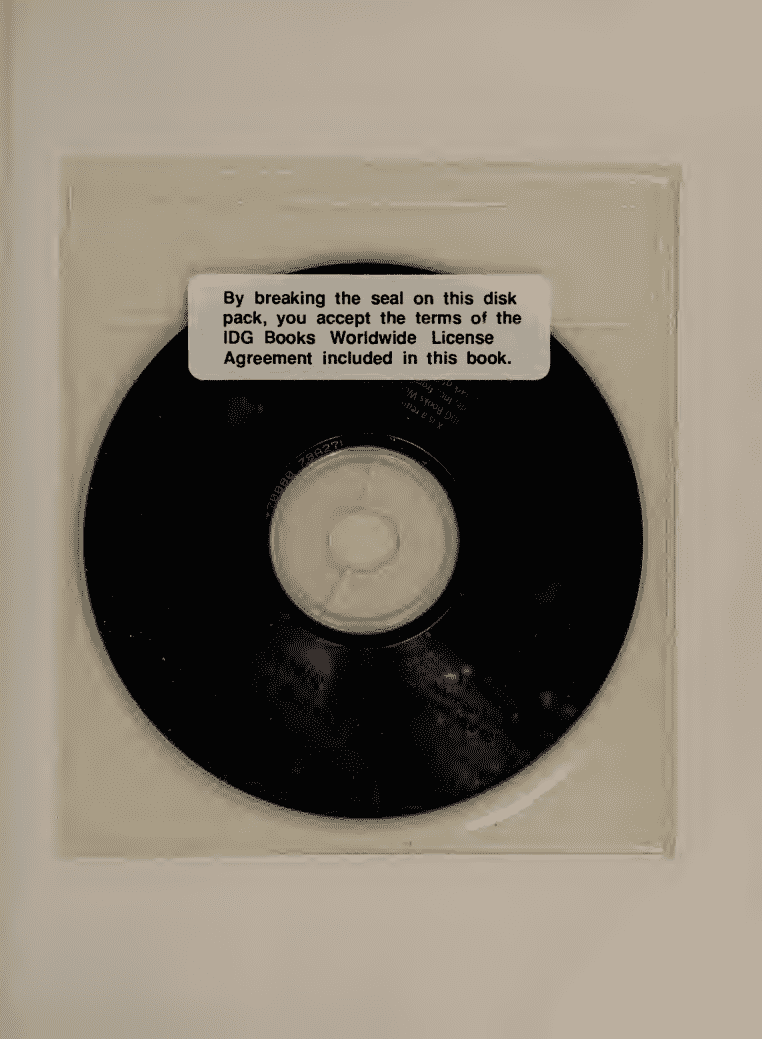 By breaking the seal on this disk
pack, you accept the terms of the
IDG Books Worldwide License
Agreement included in this book.